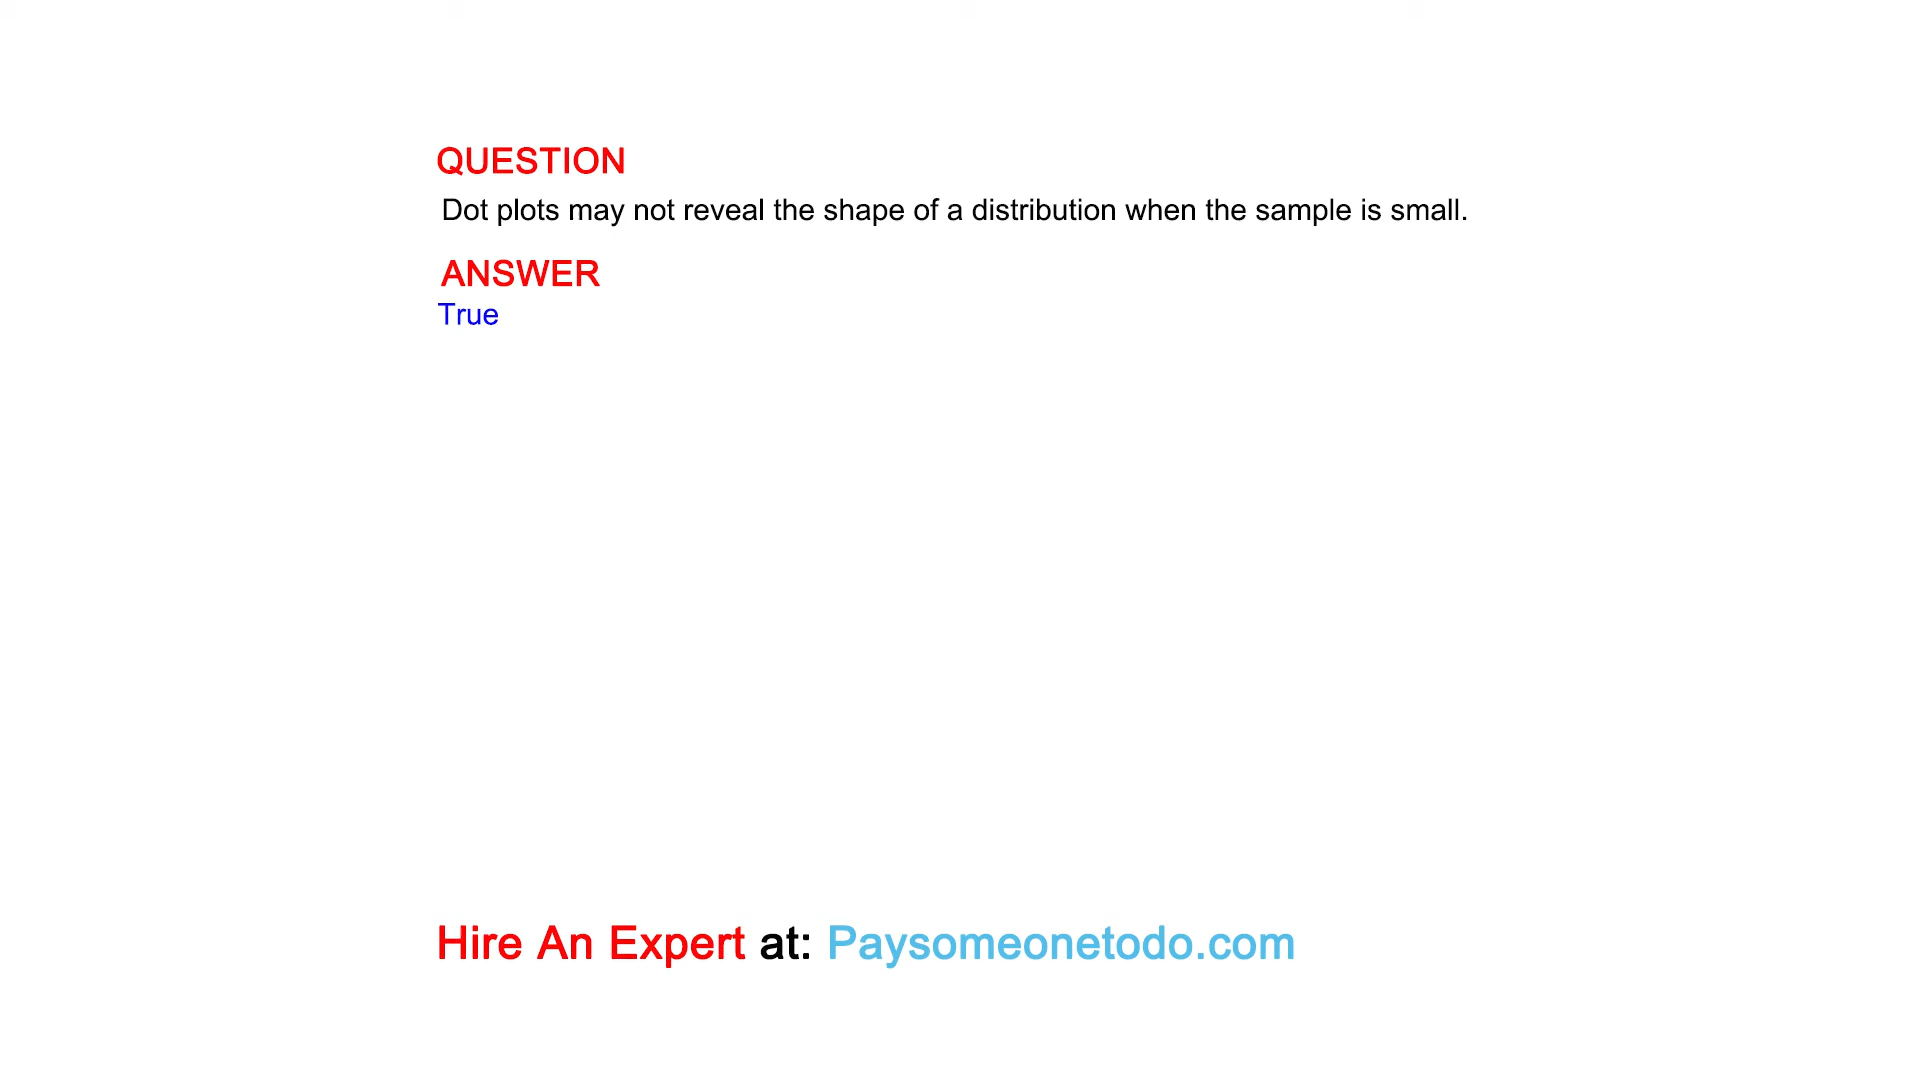 QUESTION
Dot plots may not reveal the shape of a distribution when the sample is small.
ANSWER
True
Hire An Expert at: Paysomeonetodo.com